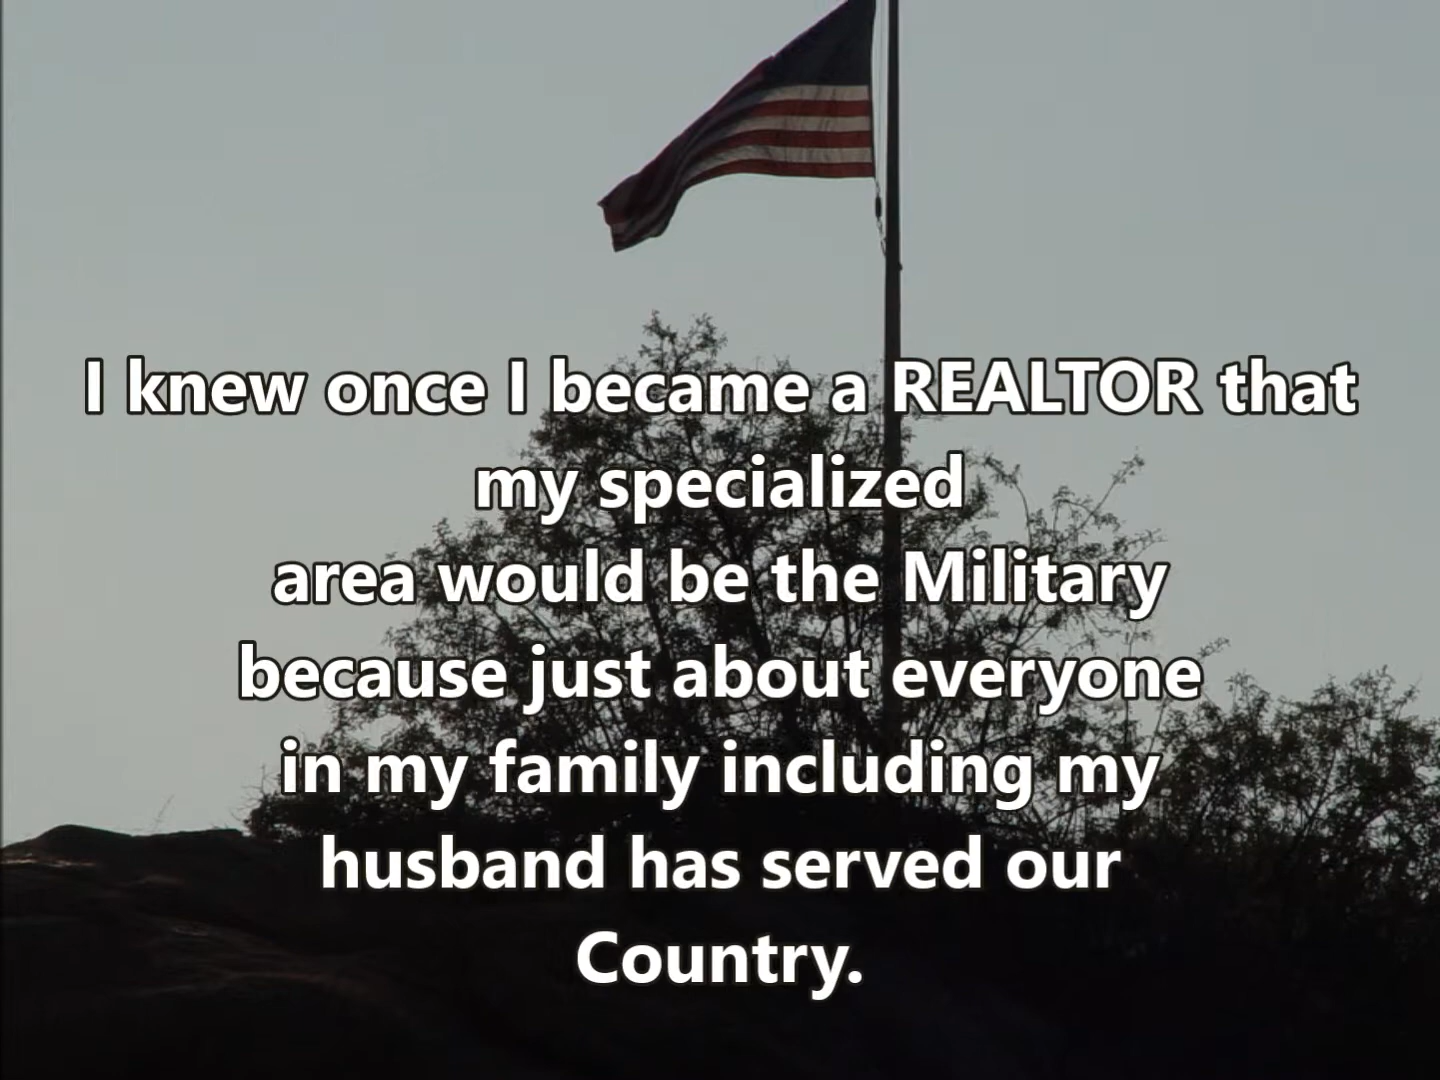 I knew once I became a REALTOR that
my specialized
area would be the Military
because just about everyone
in my family including my
husband has served our
Country.